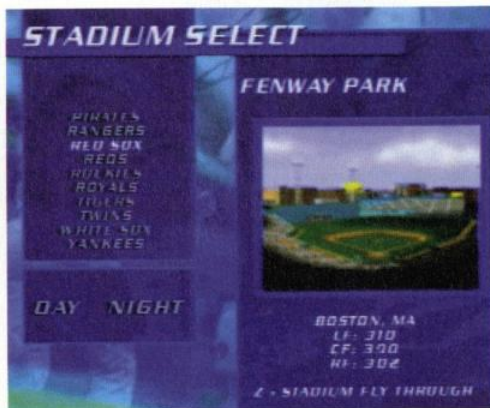 STADIUM SELECT
PIRATES
RANGERS
RED SOX
REDS
ROCKIES
ROYALS
TIGERS
TWINS
WHITE SOX
YANKEES
DAY NIGHT
FENWAY PARK
BOSTON, MA
LF: 310
CF: 390
RF: 302
Z - STADIUM FLY THROUGH